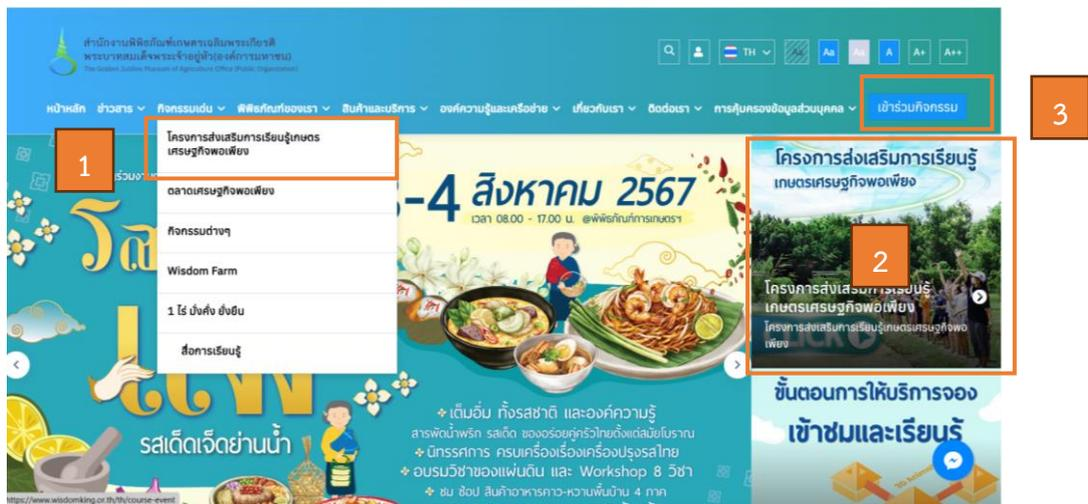 สำนักงานพิพิธภัณฑ์เกษตรเฉลิมพระเกียรติ
พระบาทสมเด็จพระเจ้าอยู่หัว(องค์การมหาชน)
The Golden Jubilee Museum of Agriculture Office (Public Organization)
TH Aa Aa Aa A A+ A++
หน้าหลัก ข่าวสาร กิจกรรมเด่น พิพิธภัณฑ์ของเรา สินค้าและบริการ องค์ความรู้และเครือข่าย เกี่ยวกับเรา ติดต่อเรา การคุ้มครองข้อมูลส่วนบุคคล เข้าร่วมกิจกรรม
3
1
โครงการส่งเสริมการเรียนรู้เกษตร
เศรษฐกิจพอเพียง
ตลาดเศรษฐกิจพอเพียง
กิจกรรมต่างๆ
Wisdom Farm
1 ไร่ มั่งคั่ง ยั่งยืน
สื่อการเรียนรู้
-4 สิงหาคม 2567
เวลา 08.00 - 17.00 น. @พิพิธภัณฑ์การเกษตรฯ
แซ่บ
รสเด็ดเจ็ดย่านน้ำ
เต็มอิ่ม ทั้งรสชาติ และองค์ความรู้
สารพัดน้ำพริก รสเด็ด ของอร่อยคู่ครัวไทยตั้งแต่สมัยโบราณ
นิทรรศการ ครบเครื่องเรื่องเครื่องปรุงรสไทย
อบรมวิชาของแผ่นดิน และ Workshop 8 วิชา
ชม ช้อป สินค้าอาหารคาว-หวานพื้นบ้าน 4 ภาค
โครงการส่งเสริมการเรียนรู้
เกษตรเศรษฐกิจพอเพียง
2
โครงการส่งเสริมการเรียนรู้
เกษตรเศรษฐกิจพอเพียง
โครงการส่งเสริมการเรียนรู้เกษตรเศรษฐกิจพอ
เพียง
ขั้นตอนการให้บริการจอง
เข้าชมและเรียนรู้
https://www.wisdomking.or.th/th/course-event